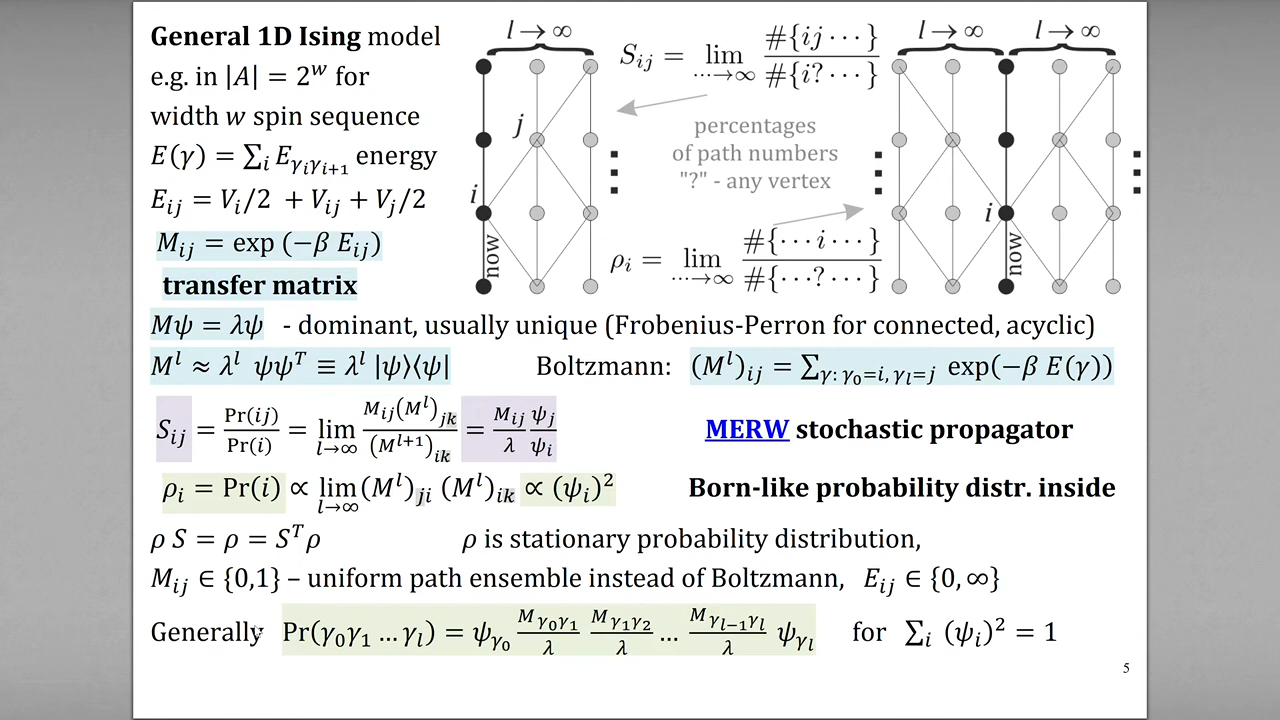 General 1D Ising model
e.g. in |A| = 2^w for
width w spin sequence
E(γ) = ∑_i E_{γ_i γ_{i+1}} energy
E_{ij} = V_i/2 + V_{ij} + V_j/2
M_{ij} = exp (−β E_{ij})
transfer matrix
l → ∞
j
i
now
S_{ij} = lim_{⋯→∞} #{ij ⋯} / #{i? ⋯}
percentages
of path numbers
"?" - any vertex
ρ_i = lim_{⋯→∞} #{⋯i⋯} / #{⋯?⋯}
l → ∞
l → ∞
i
now
Mψ = λψ - dominant, usually unique (Frobenius-Perron for connected, acyclic)
M^l ≈ λ^l ψψ^T ≡ λ^l |ψ⟩⟨ψ| Boltzmann: (M^l)_{ij} = ∑_{γ: γ_0=i, γ_l=j} exp(−β E(γ))
S_{ij} = Pr(ij)/Pr(i) = lim_{l→∞} M_{ij}(M^l)_{jk} / (M^{l+1})_{ik} = M_{ij}/λ ψ_j/ψ_i MERW stochastic propagator
ρ_i = Pr(i) ∝ lim_{l→∞} (M^l)_{ji} (M^l)_{ik} ∝ (ψ_i)^2 Born-like probability distr. inside
ρ S = ρ = S^T ρ ρ is stationary probability distribution,
M_{ij} ∈ {0,1} – uniform path ensemble instead of Boltzmann, E_{ij} ∈ {0, ∞}
Generally Pr(γ_0γ_1 … γ_l) = ψ_{γ_0} M_{γ_0γ_1}/λ M_{γ_1γ_2}/λ … M_{γ_{l−1}γ_l}/λ ψ_{γ_l} for ∑_i (ψ_i)^2 = 1
5